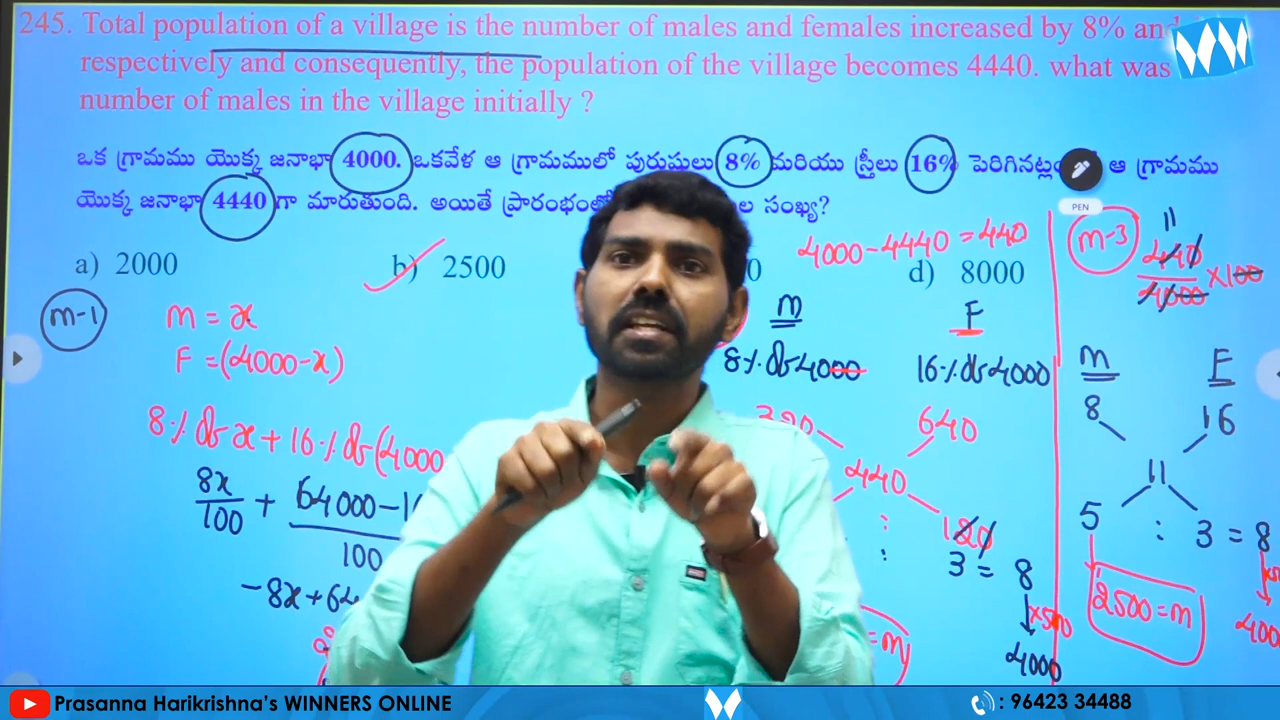 245. Total population of a village is the number of males and females increased by 8% and
respectively and consequently, the population of the village becomes 4440. what was
number of males in the village initially ?
ఒక గ్రామము యొక్క జనాభా 4000. ఒకవేళ ఆ గ్రామములో పురుషులు 8% మరియు స్త్రీలు 16% ఆ గ్రామము
యొక్క జనాభా 4440 గా మారుతుంది. అయితే సంఖ్య?
PEN
4000-4440 = 440
a) 2000
b) 2500
d) 8000
m-1
M = x
F = (4000-x)
8% of x + 16% of (4000
8x/100 + 64000-1
100
-8x+64
M F
8% of 4000 16% of 4000
320 640
440
: 120
: 3 = 8
×500
4000
=m
m-3
11
440/4000 ×100
M F
8 16
11
5 : 3 = 8
2500=m
400
Prasanna Harikrishna's WINNERS ONLINE
: 96423 34488